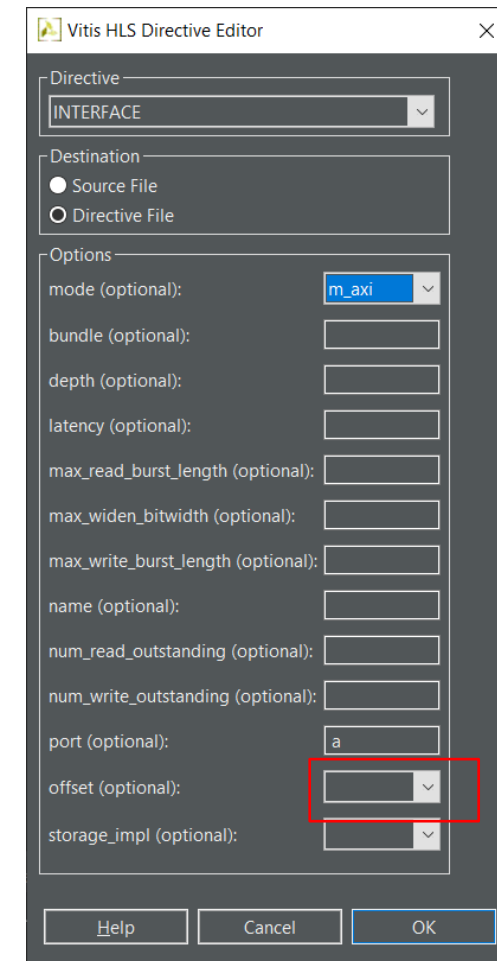 Vitis HLS Directive Editor
Directive
INTERFACE
Destination
Source File
Directive File
Options
mode (optional): m_axi
bundle (optional):
depth (optional):
latency (optional):
max_read_burst_length (optional):
max_widen_bitwidth (optional):
max_write_burst_length (optional):
name (optional):
num_read_outstanding (optional):
num_write_outstanding (optional):
port (optional): a
offset (optional):
storage_impl (optional):
Help Cancel OK